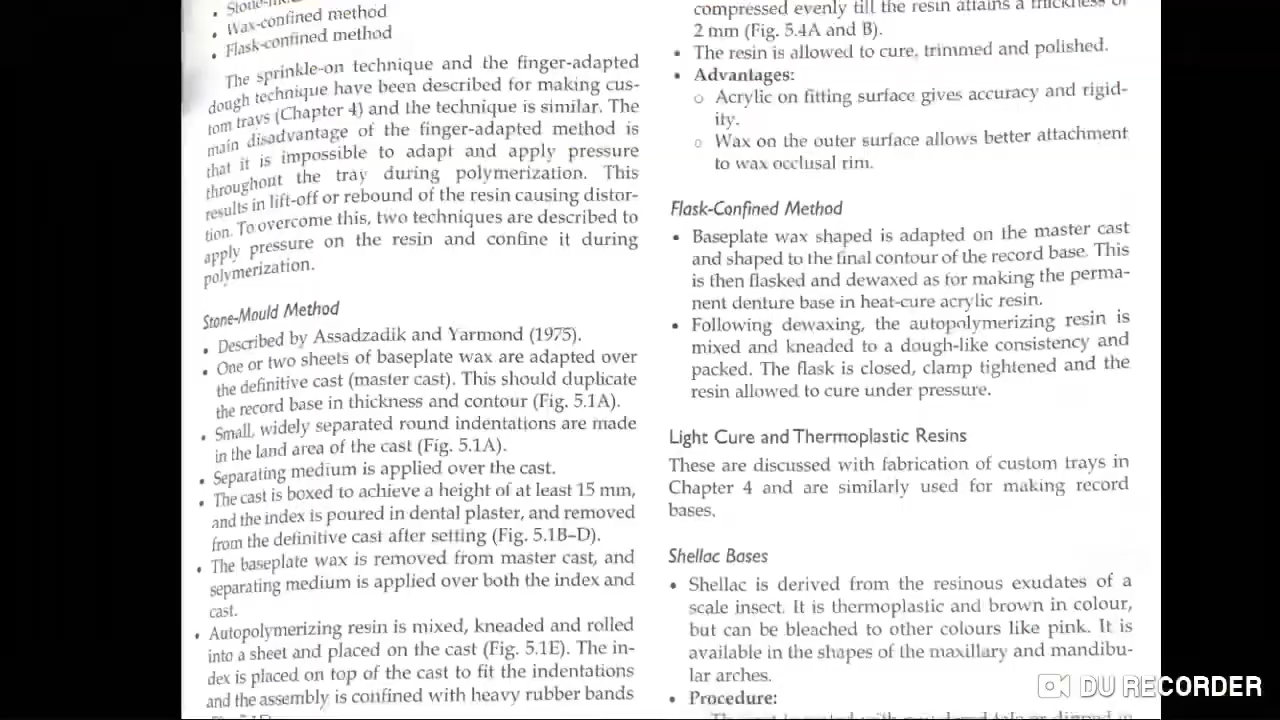 • Wax-confined method
• Flask-confined method
The sprinkle-on technique and the finger-adapted
dough technique have been described for making cus-
tom trays (Chapter 4) and the technique is similar. The
main disadvantage of the finger-adapted method is
that it is impossible to adapt and apply pressure
throughout the tray during polymerization. This
results in lift-off or rebound of the resin causing distor-
tion. To overcome this, two techniques are described to
apply pressure on the resin and confine it during
polymerization.
Stone-Mould Method
• Described by Assadzadik and Yarmond (1975).
• One or two sheets of baseplate wax are adapted over
the definitive cast (master cast). This should duplicate
the record base in thickness and contour (Fig. 5.1A).
• Small, widely separated round indentations are made
in the land area of the cast (Fig. 5.1A).
• Separating medium is applied over the cast.
• The cast is boxed to achieve a height of at least 15 mm,
and the index is poured in dental plaster, and removed
from the definitive cast after setting (Fig. 5.1B–D).
• The baseplate wax is removed from master cast, and
separating medium is applied over both the index and
cast.
• Autopolymerizing resin is mixed, kneaded and rolled
into a sheet and placed on the cast (Fig. 5.1E). The in-
dex is placed on top of the cast to fit the indentations
and the assembly is confined with heavy rubber bands
compressed evenly till the resin attains a thickness of
2 mm (Fig. 5.4A and B).
• The resin is allowed to cure, trimmed and polished.
• Advantages:
○ Acrylic on fitting surface gives accuracy and rigid-
ity.
○ Wax on the outer surface allows better attachment
to wax occlusal rim.
Flask-Confined Method
• Baseplate wax shaped is adapted on the master cast
and shaped to the final contour of the record base. This
is then flasked and dewaxed as for making the perma-
nent denture base in heat-cure acrylic resin.
• Following dewaxing, the autopolymerizing resin is
mixed and kneaded to a dough-like consistency and
packed. The flask is closed, clamp tightened and the
resin allowed to cure under pressure.
Light Cure and Thermoplastic Resins
These are discussed with fabrication of custom trays in
Chapter 4 and are similarly used for making record
bases.
Shellac Bases
• Shellac is derived from the resinous exudates of a
scale insect. It is thermoplastic and brown in colour,
but can be bleached to other colours like pink. It is
available in the shapes of the maxillary and mandibu-
lar arches.
• Procedure:
DU RECORDER